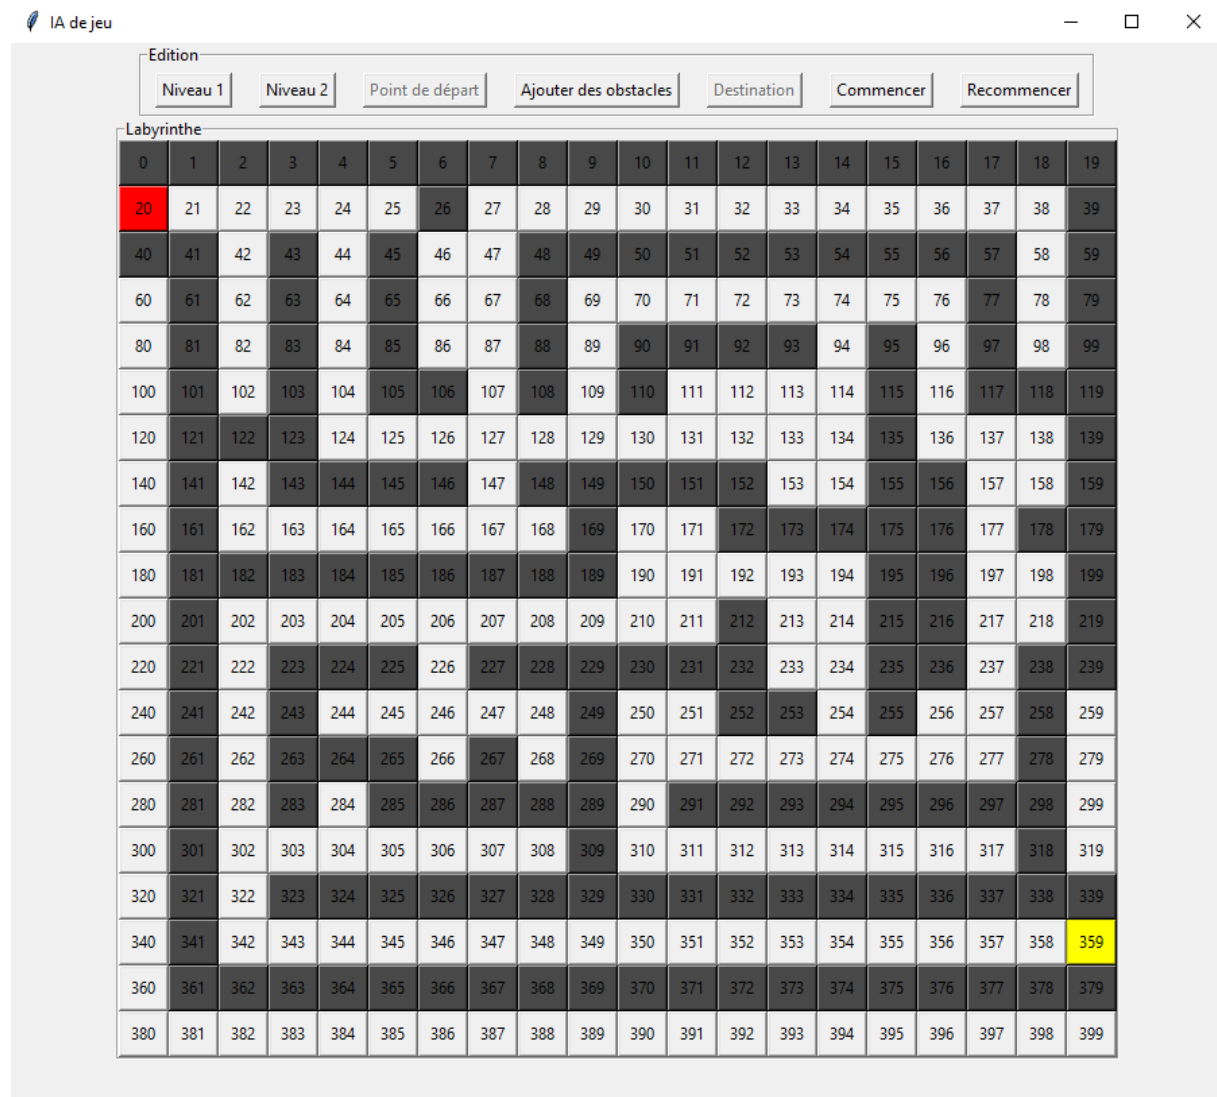 IA de jeu
Edition
Niveau 1 Niveau 2 Point de départ Ajouter des obstacles Destination Commencer Recommencer
Labyrinthe
0 1 2 3 4 5 6 7 8 9 10 11 12 13 14 15 16 17 18 19
20 21 22 23 24 25 26 27 28 29 30 31 32 33 34 35 36 37 38 39
40 41 42 43 44 45 46 47 48 49 50 51 52 53 54 55 56 57 58 59
60 61 62 63 64 65 66 67 68 69 70 71 72 73 74 75 76 77 78 79
80 81 82 83 84 85 86 87 88 89 90 91 92 93 94 95 96 97 98 99
100 101 102 103 104 105 106 107 108 109 110 111 112 113 114 115 116 117 118 119
120 121 122 123 124 125 126 127 128 129 130 131 132 133 134 135 136 137 138 139
140 141 142 143 144 145 146 147 148 149 150 151 152 153 154 155 156 157 158 159
160 161 162 163 164 165 166 167 168 169 170 171 172 173 174 175 176 177 178 179
180 181 182 183 184 185 186 187 188 189 190 191 192 193 194 195 196 197 198 199
200 201 202 203 204 205 206 207 208 209 210 211 212 213 214 215 216 217 218 219
220 221 222 223 224 225 226 227 228 229 230 231 232 233 234 235 236 237 238 239
240 241 242 243 244 245 246 247 248 249 250 251 252 253 254 255 256 257 258 259
260 261 262 263 264 265 266 267 268 269 270 271 272 273 274 275 276 277 278 279
280 281 282 283 284 285 286 287 288 289 290 291 292 293 294 295 296 297 298 299
300 301 302 303 304 305 306 307 308 309 310 311 312 313 314 315 316 317 318 319
320 321 322 323 324 325 326 327 328 329 330 331 332 333 334 335 336 337 338 339
340 341 342 343 344 345 346 347 348 349 350 351 352 353 354 355 356 357 358 359
360 361 362 363 364 365 366 367 368 369 370 371 372 373 374 375 376 377 378 379
380 381 382 383 384 385 386 387 388 389 390 391 392 393 394 395 396 397 398 399